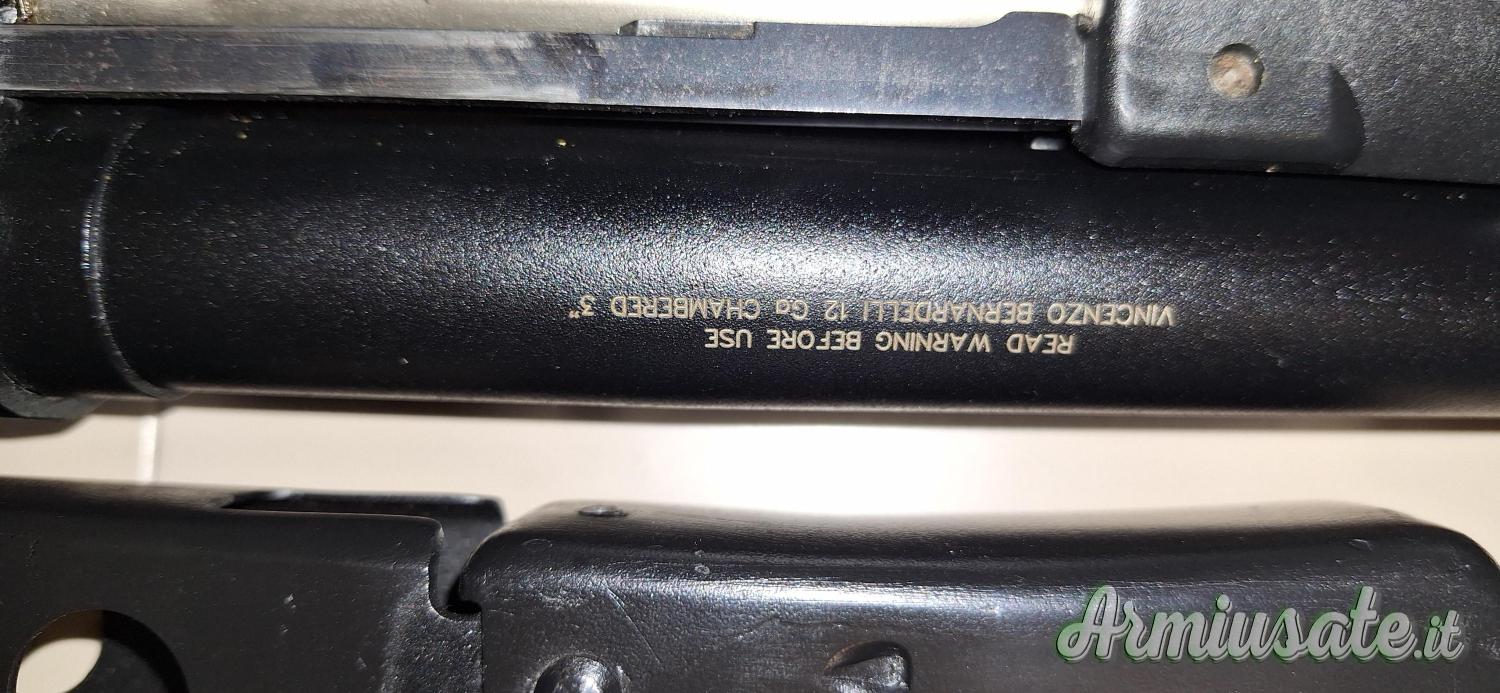 READ WARNING BEFORE USE
VINCENZO BERNARDELLI 12 Ga CHAMBERED 3"
Armiusate.it